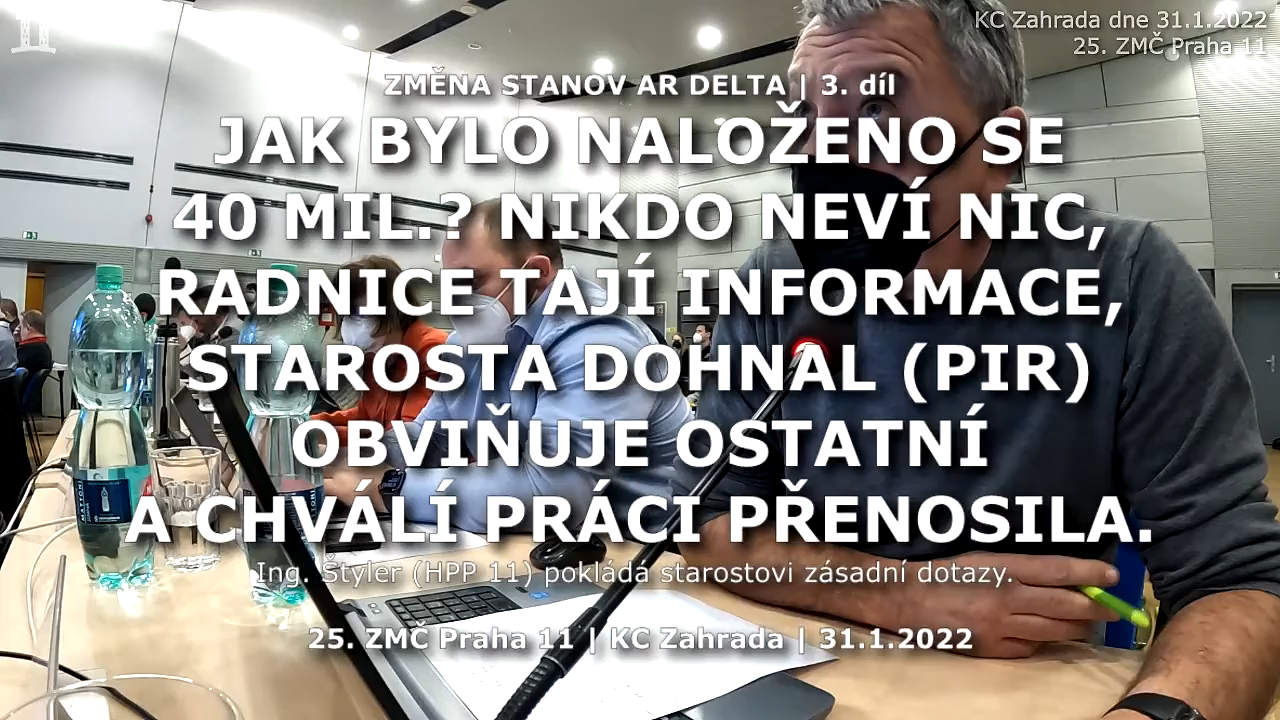 KC Zahrada dne 31.1.2022
25. ZMČ Praha 11
ZMĚNA STANOV AR DELTA | 3. díl
JAK BYLO NALOŽENO SE
40 MIL.? NIKDO NEVÍ NIC,
RADNICE TAJÍ INFORMACE,
STAROSTA DOHNAL (PIR)
OBVIŇUJE OSTATNÍ
A CHVÁLÍ PRÁCI PŘENOSILA.
Ing. Štyler (HPP 11) pokládá starostovi zásadní dotazy.
25. ZMČ Praha 11 | KC Zahrada | 31.1.2022
MATTONI